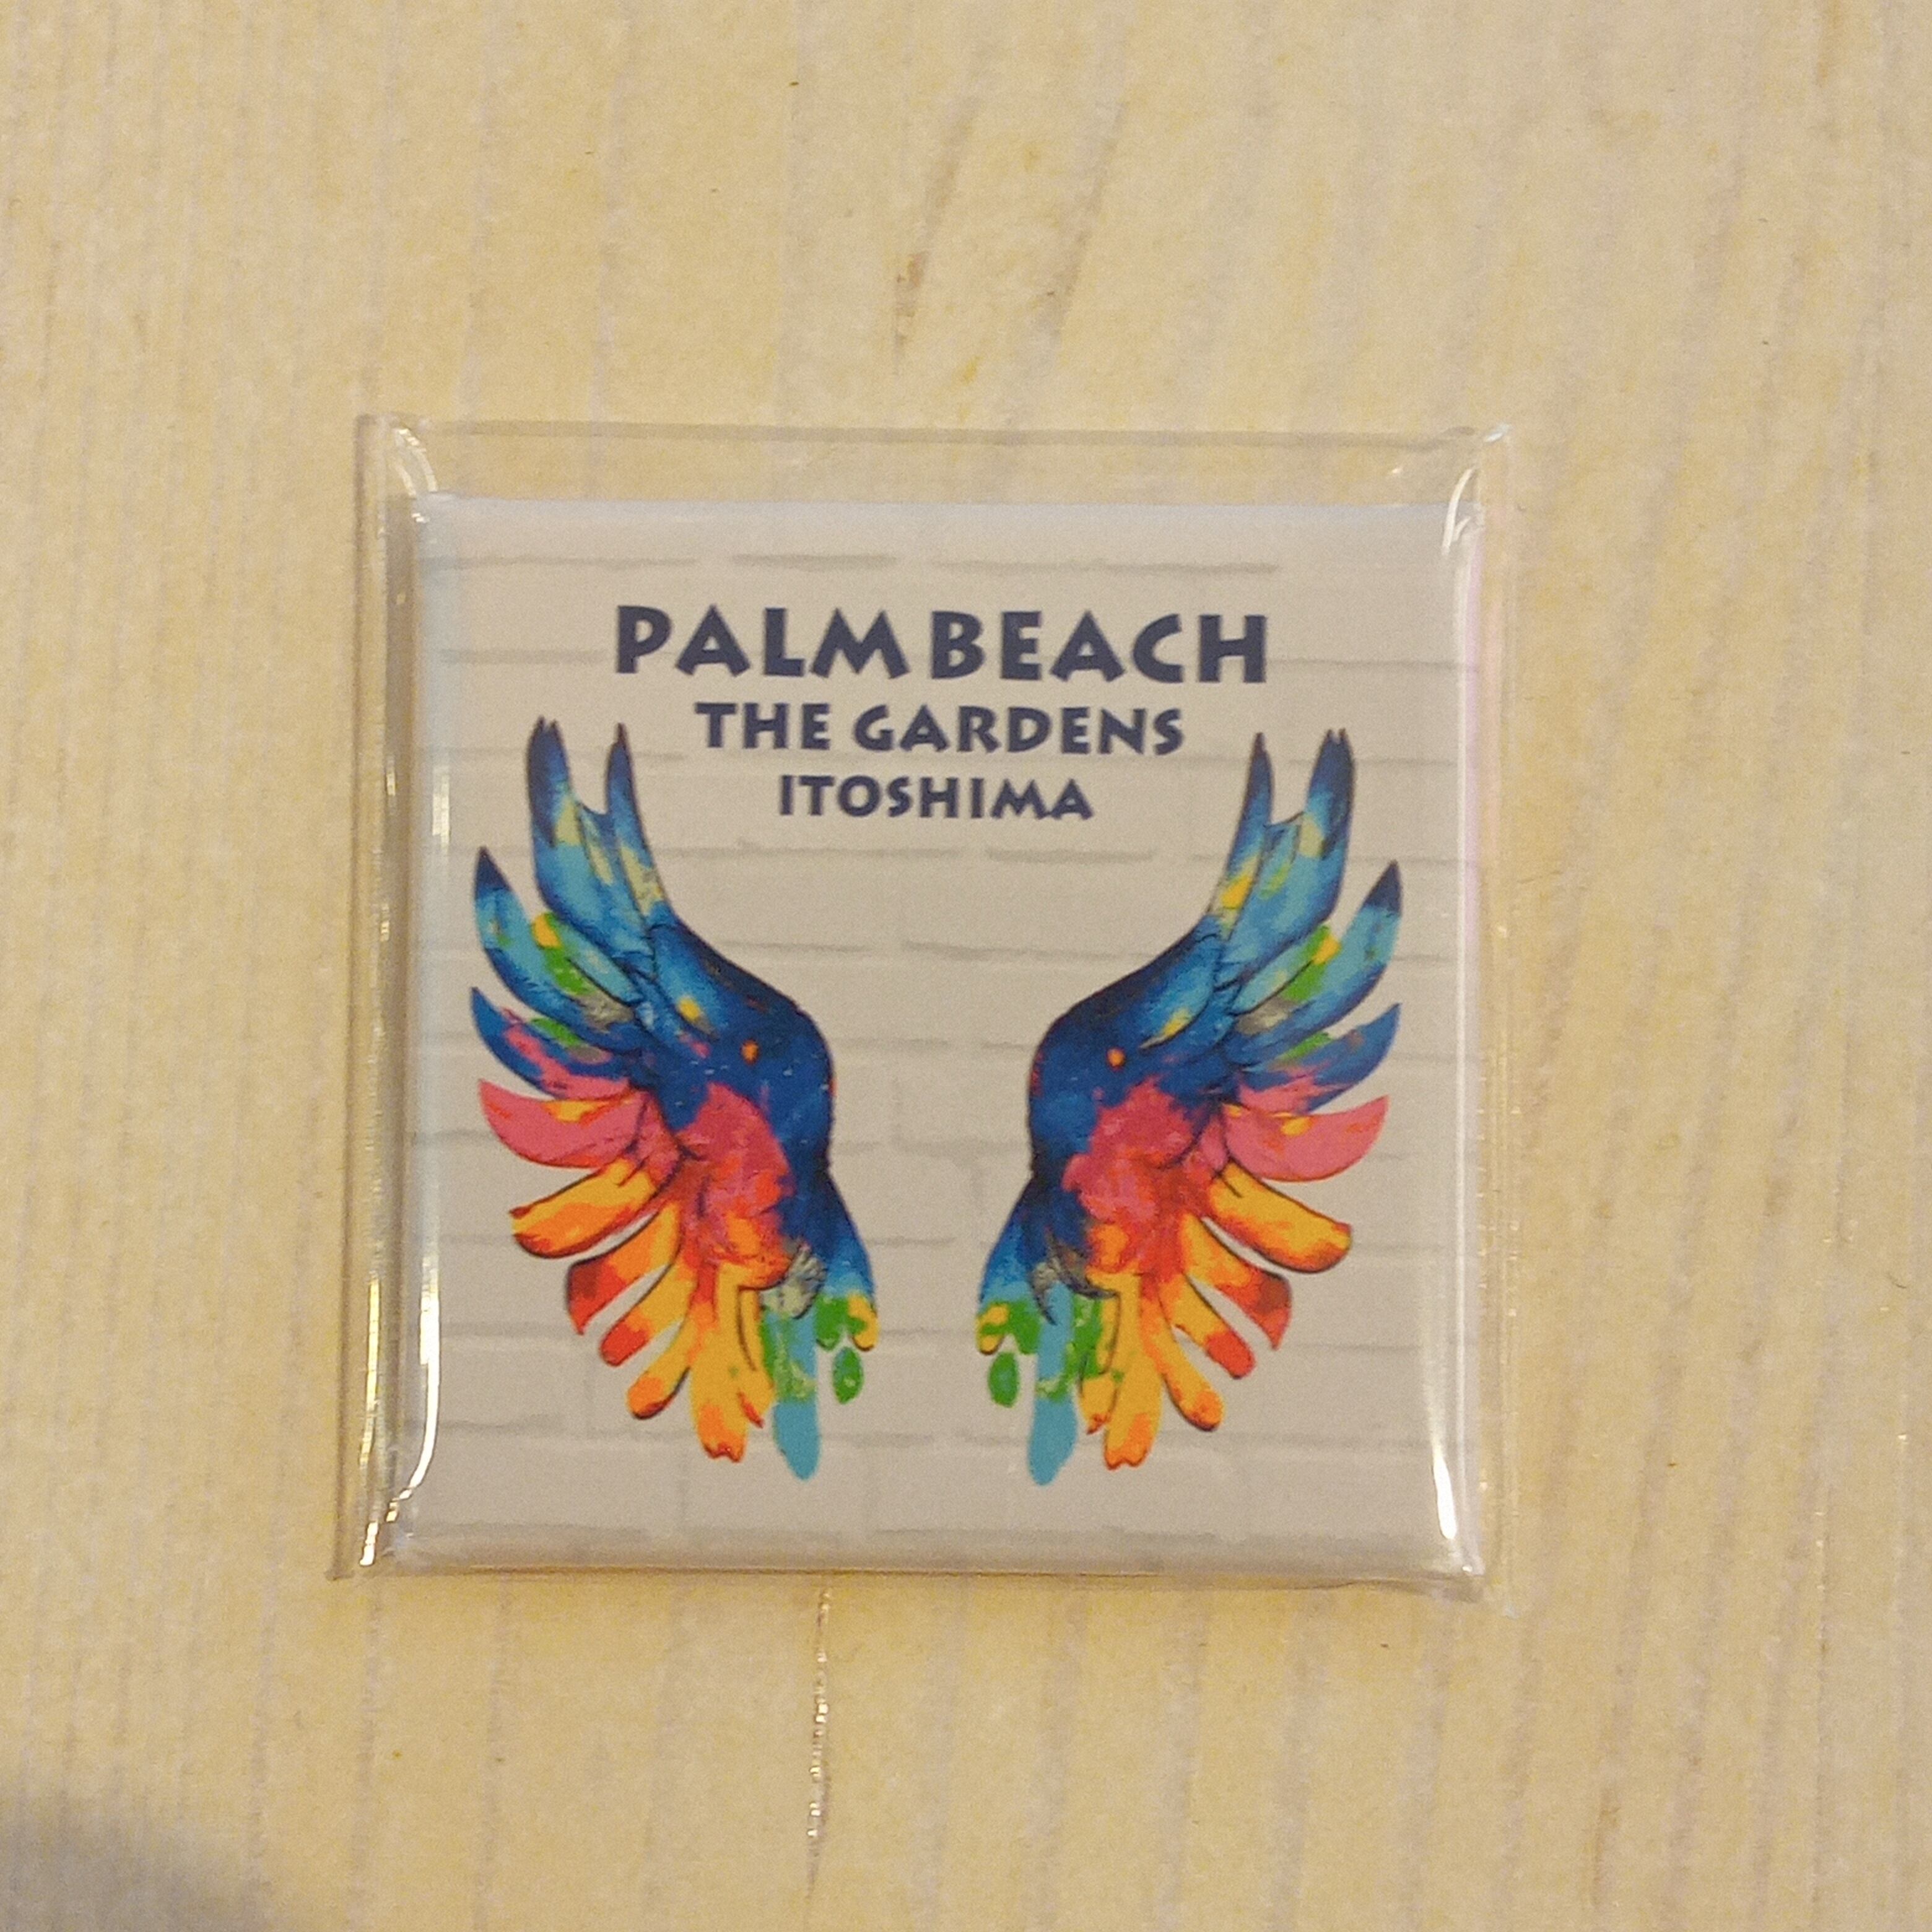 PALM BEACH
THE GARDENS
ITOSHIMA